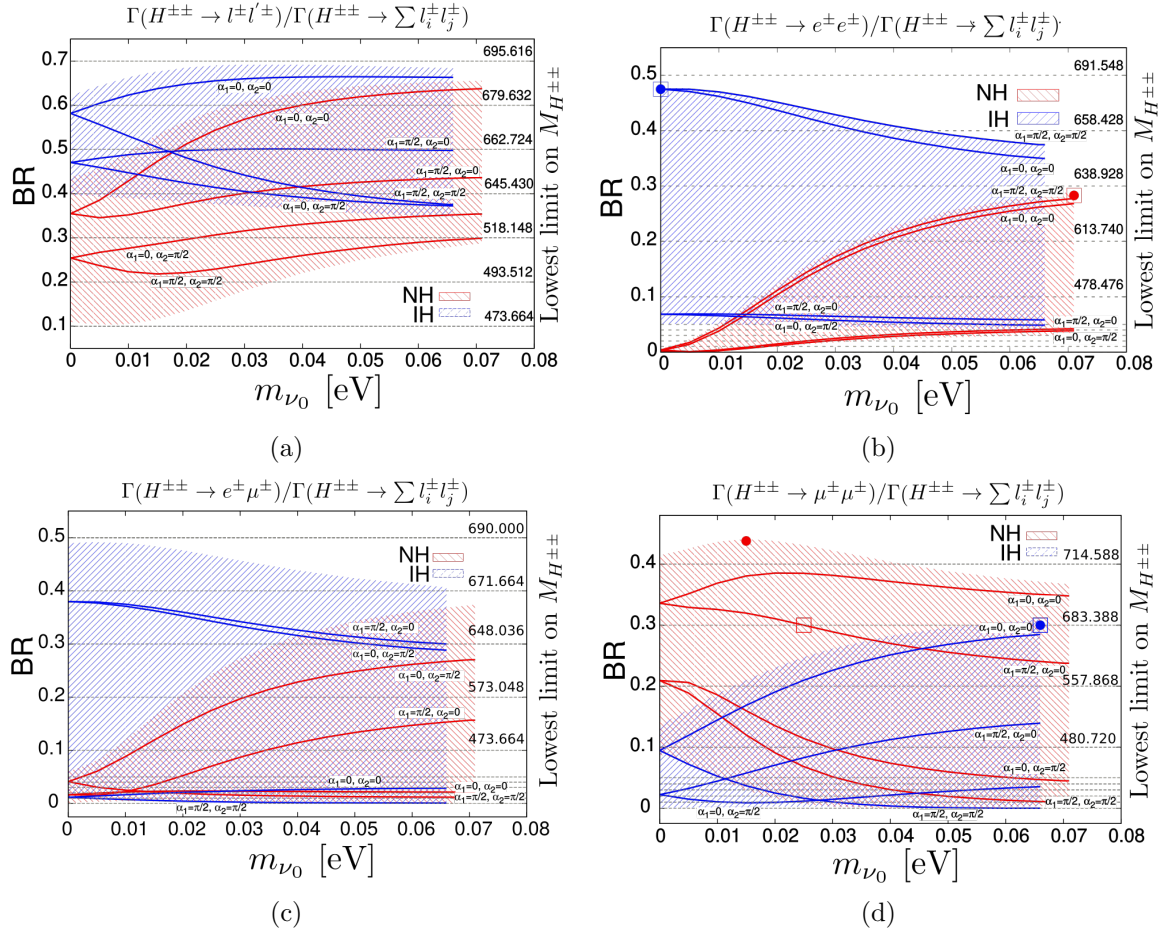 Γ(H±± → l±l′±)/Γ(H±± → ∑ l±i l±j)
BR
0.7
0.6
0.5
0.4
0.3
0.2
0.1
0 0.01 0.02 0.03 0.04 0.05 0.06 0.07 0.08
mν0 [eV]
695.616
679.632
662.724
645.430
518.148
493.512
473.664
Lowest limit on MH±±
α1=0, α2=0
α1=0, α2=0
α1=π/2, α2=0
α1=π/2, α2=0
α1=π/2, α2=π/2
α1=0, α2=π/2
α1=0, α2=π/2
α1=π/2, α2=π/2
NH
IH
(a)
Γ(H±± → e±e±)/Γ(H±± → ∑ l±i l±j)
BR
0.5
0.4
0.3
0.2
0.1
0
0 0.01 0.02 0.03 0.04 0.05 0.06 0.07 0.08
mν0 [eV]
691.548
658.428
638.928
613.740
478.476
Lowest limit on MH±±
NH
IH
α1=π/2, α2=π/2
α1=0, α2=0
α1=π/2, α2=π/2
α1=0, α2=0
α1=π/2, α2=0
α1=0, α2=π/2
α1=π/2, α2=0
α1=0, α2=π/2
(b)
Γ(H±± → e±μ±)/Γ(H±± → ∑ l±i l±j)
BR
0.5
0.4
0.3
0.2
0.1
0
0 0.01 0.02 0.03 0.04 0.05 0.06 0.07 0.08
mν0 [eV]
690.000
671.664
648.036
573.048
473.664
Lowest limit on MH±±
NH
IH
α1=π/2, α2=0
α1=0, α2=π/2
α1=0, α2=π/2
α1=π/2, α2=0
α1=0, α2=0
α1=0, α2=0
α1=π/2, α2=π/2
α1=π/2, α2=π/2
(c)
Γ(H±± → μ±μ±)/Γ(H±± → ∑ l±i l±j)
BR
0.4
0.3
0.2
0.1
0
0 0.01 0.02 0.03 0.04 0.05 0.06 0.07 0.08
mν0 [eV]
714.588
683.388
557.868
480.720
Lowest limit on MH±±
NH
IH
α1=0, α2=0
α1=0, α2=0
α1=π/2, α2=0
α1=π/2, α2=0
α1=0, α2=π/2
α1=π/2, α2=π/2
α1=0, α2=π/2
α1=π/2, α2=π/2
(d)